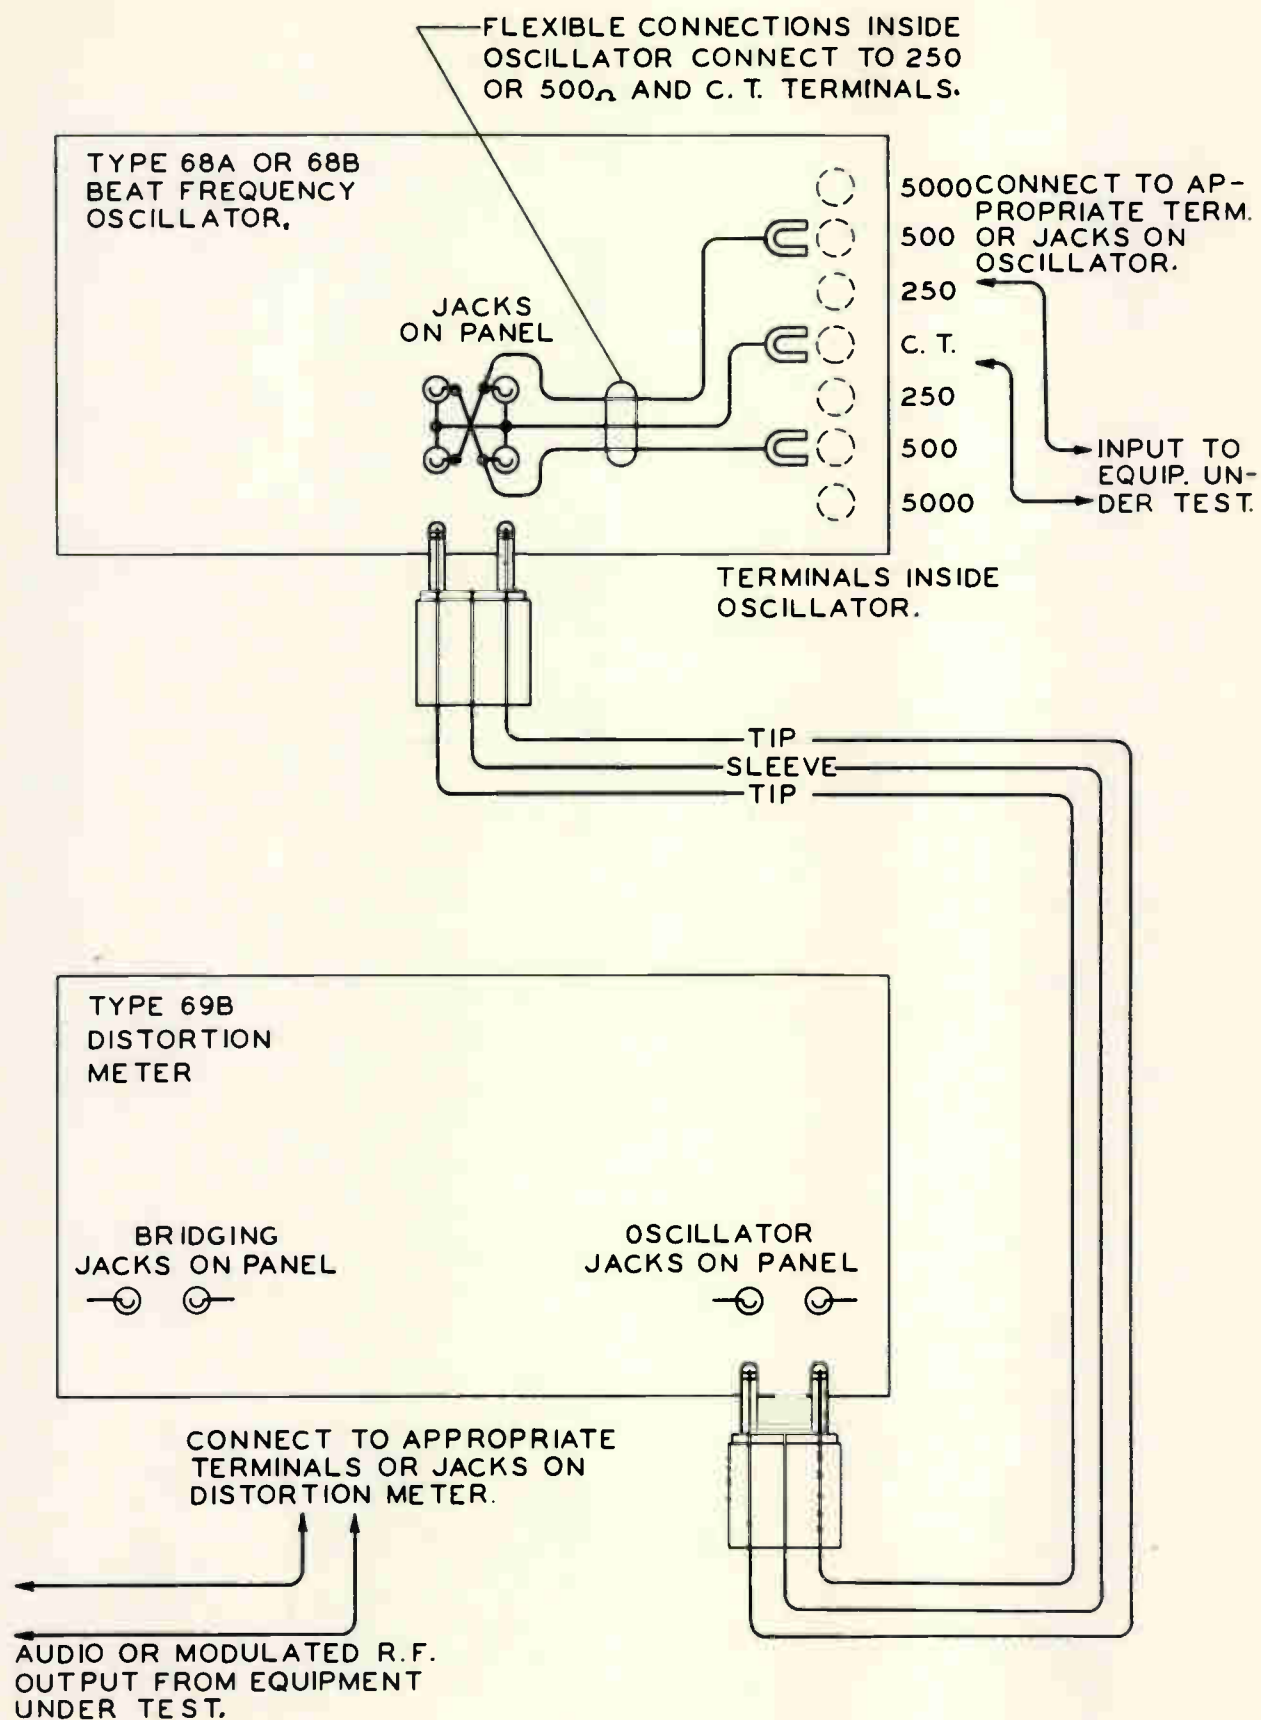 FLEXIBLE CONNECTIONS INSIDE
OSCILLATOR CONNECT TO 250
OR 500Ω AND C. T. TERMINALS.
TYPE 68A OR 68B
BEAT FREQUENCY
OSCILLATOR.
JACKS
ON PANEL
5000
500
250
C. T.
250
500
5000
CONNECT TO AP-
PROPRIATE TERM.
OR JACKS ON
OSCILLATOR.
INPUT TO
EQUIP. UN-
DER TEST.
TERMINALS INSIDE
OSCILLATOR.
TIP
SLEEVE
TIP
TYPE 69B
DISTORTION
METER
BRIDGING
JACKS ON PANEL
OSCILLATOR
JACKS ON PANEL
CONNECT TO APPROPRIATE
TERMINALS OR JACKS ON
DISTORTION METER.
AUDIO OR MODULATED R.F.
OUTPUT FROM EQUIPMENT
UNDER TEST.